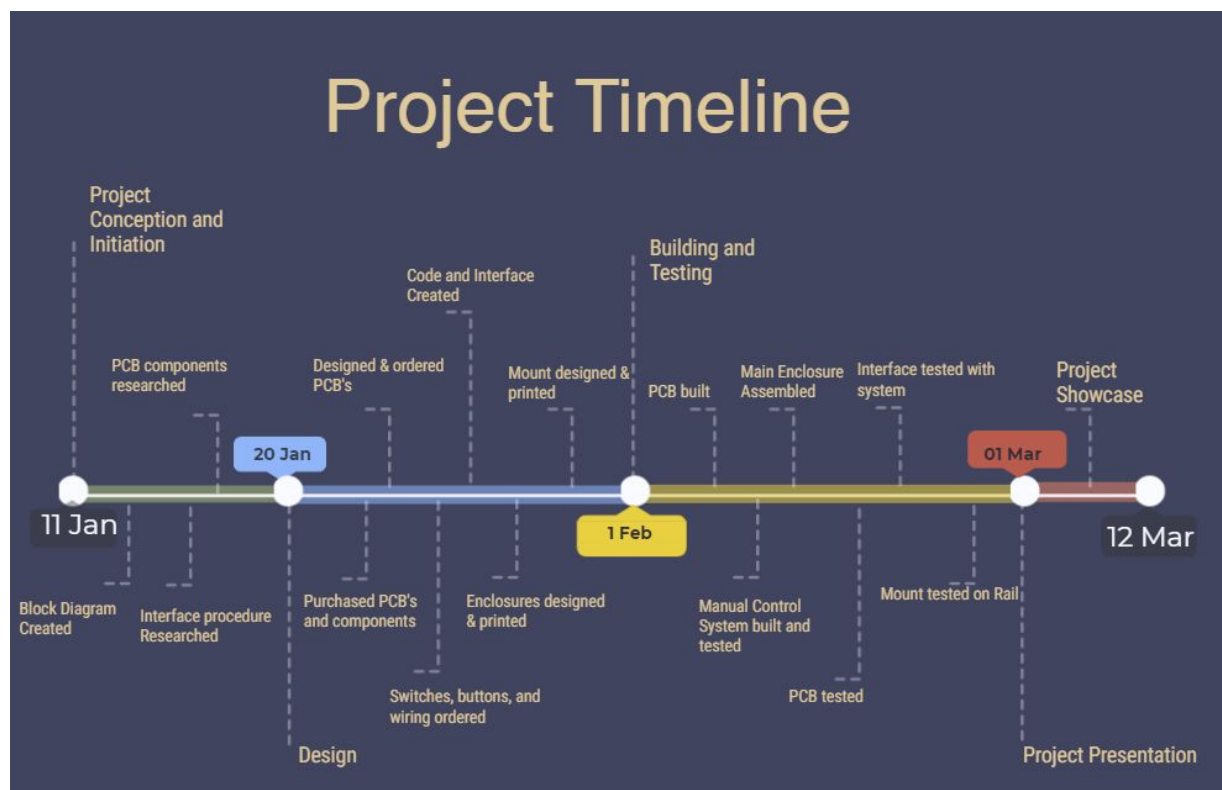 Project Timeline
Project
Conception and
Initiation
Building and
Testing
Code and Interface
Created
PCB components
researched
Designed & ordered
PCB's
Mount designed &
printed
PCB built
Main Enclosure
Assembled
Interface tested with
system
Project
Showcase
20 Jan
01 Mar
11 Jan
1 Feb
12 Mar
Block Diagram
Created
Interface procedure
Researched
Purchased PCB's
and components
Enclosures designed
& printed
Manual Control
System built and
tested
Mount tested on Rail
Switches, buttons, and
wiring ordered
PCB tested
Design
Project Presentation